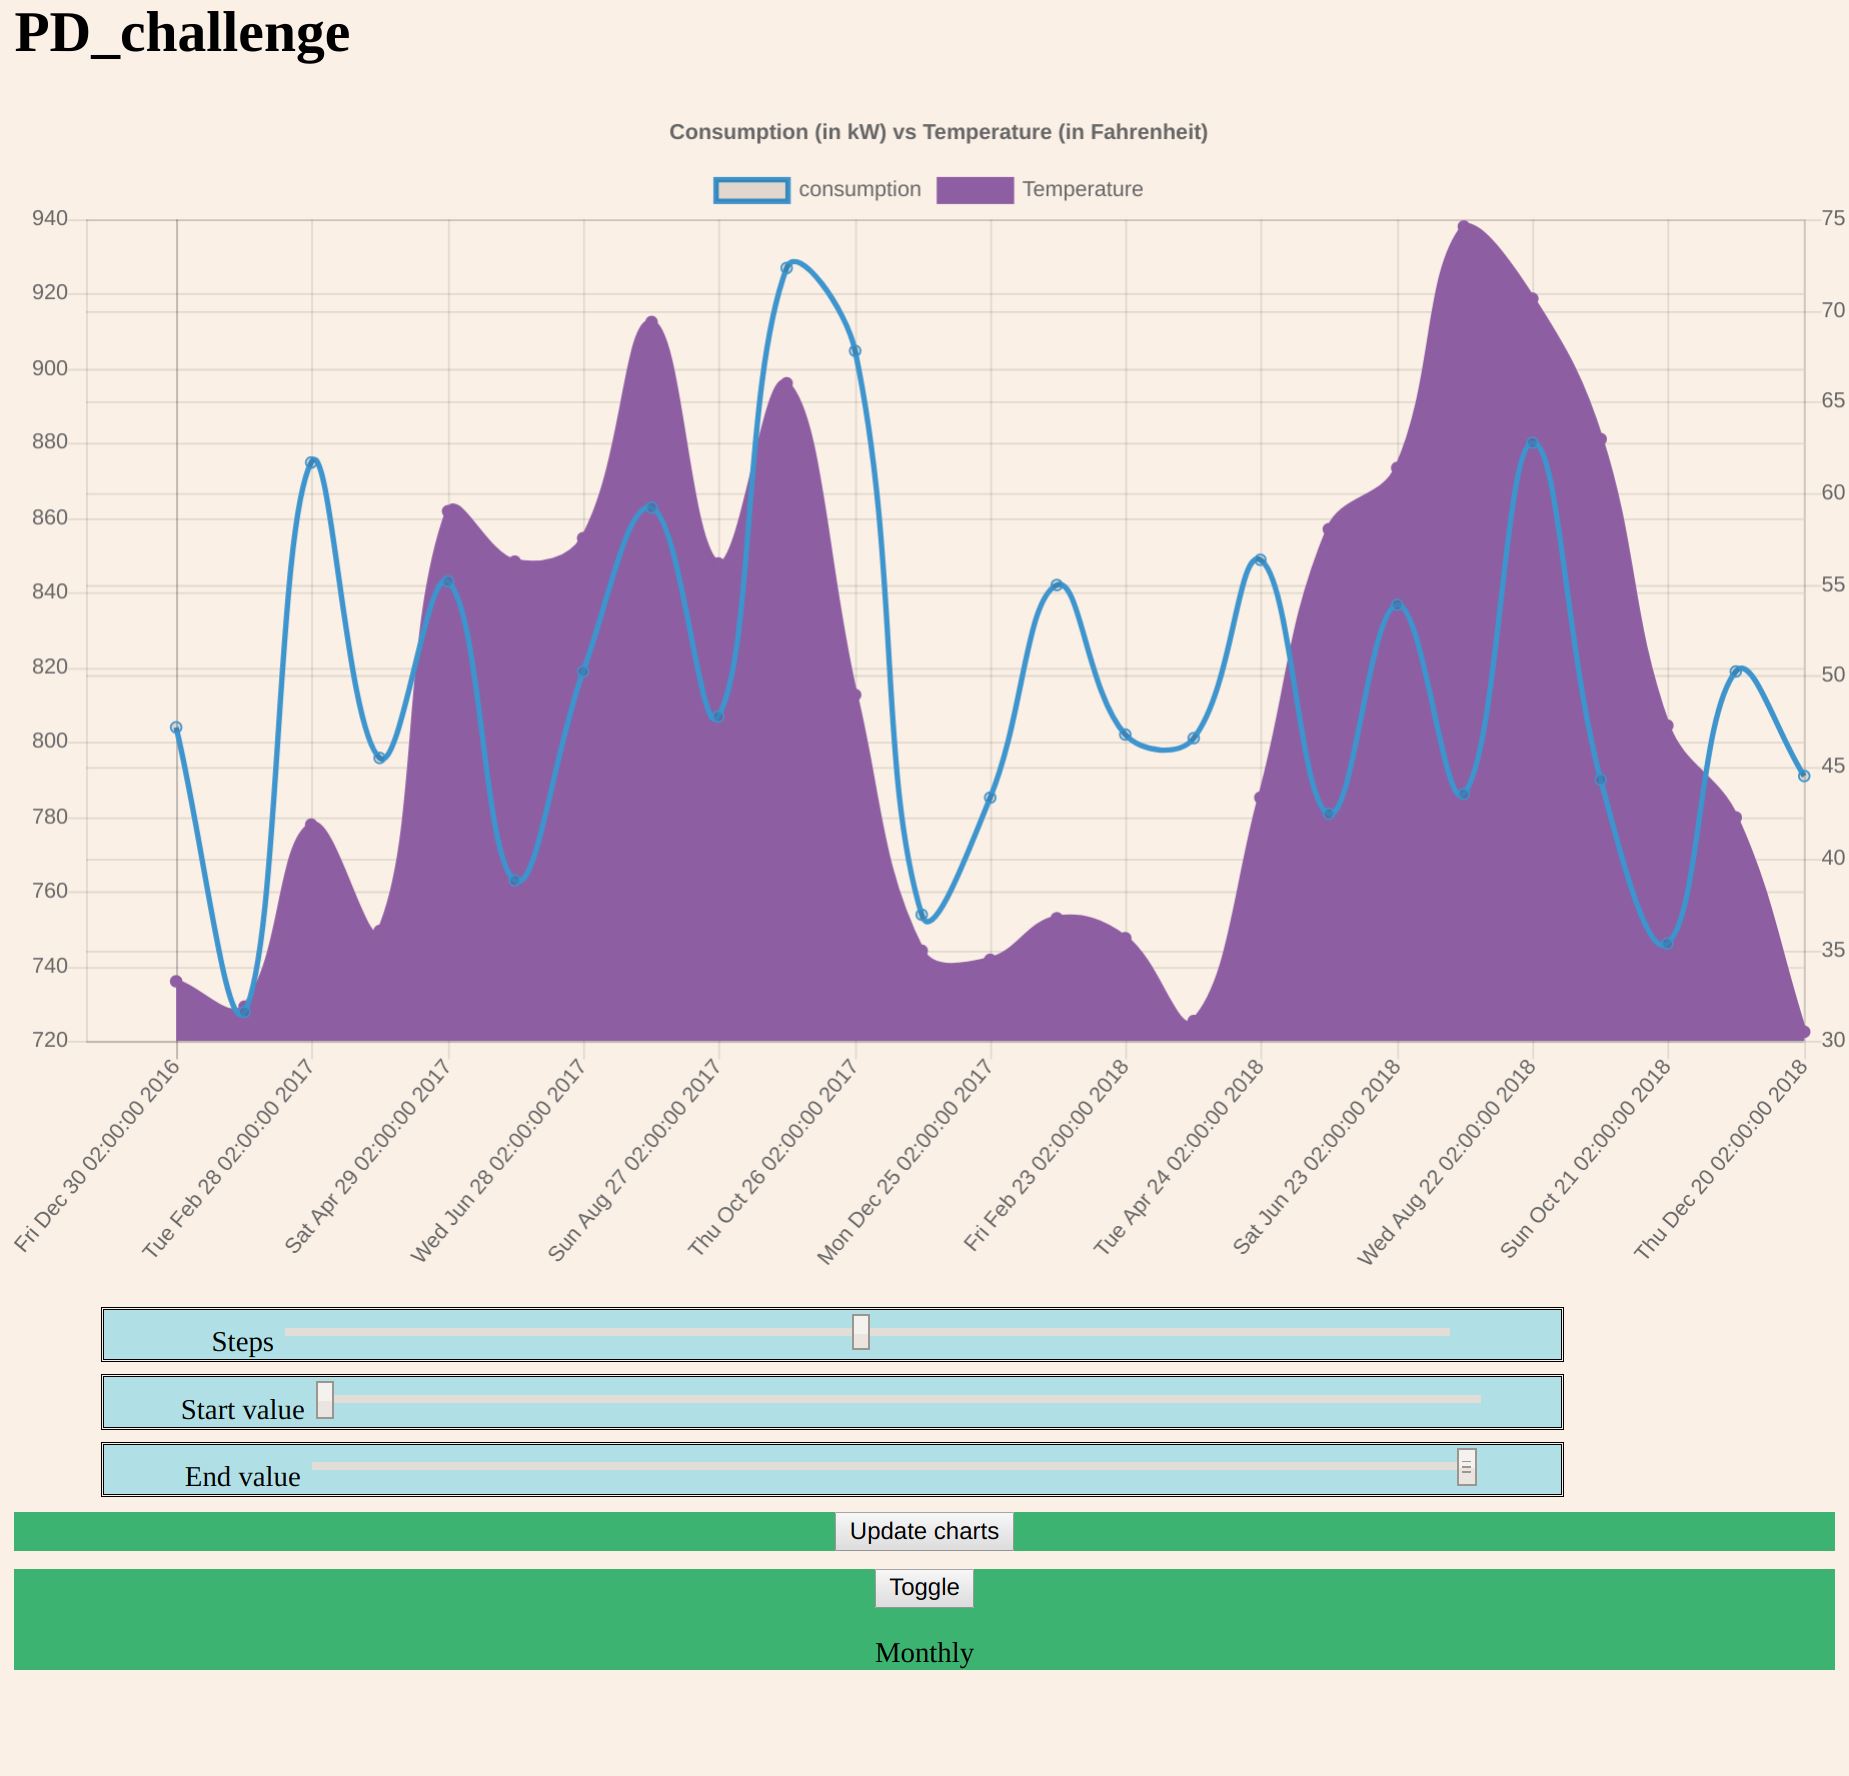 PD_challenge
Consumption (in kW) vs Temperature (in Fahrenheit)
consumption Temperature
940 75
920
70
900
65
880
60
860
840 55
820
50
800
45
780
40
760
35
740
720 30
Fri Dec 30 02:00:00 2016
Tue Feb 28 02:00:00 2017
Sat Apr 29 02:00:00 2017
Wed Jun 28 02:00:00 2017
Sun Aug 27 02:00:00 2017
Thu Oct 26 02:00:00 2017
Mon Dec 25 02:00:00 2017
Fri Feb 23 02:00:00 2018
Tue Apr 24 02:00:00 2018
Sat Jun 23 02:00:00 2018
Wed Aug 22 02:00:00 2018
Sun Oct 21 02:00:00 2018
Thu Dec 20 02:00:00 2018
Steps
Start value
End value
Update charts
Toggle
Monthly